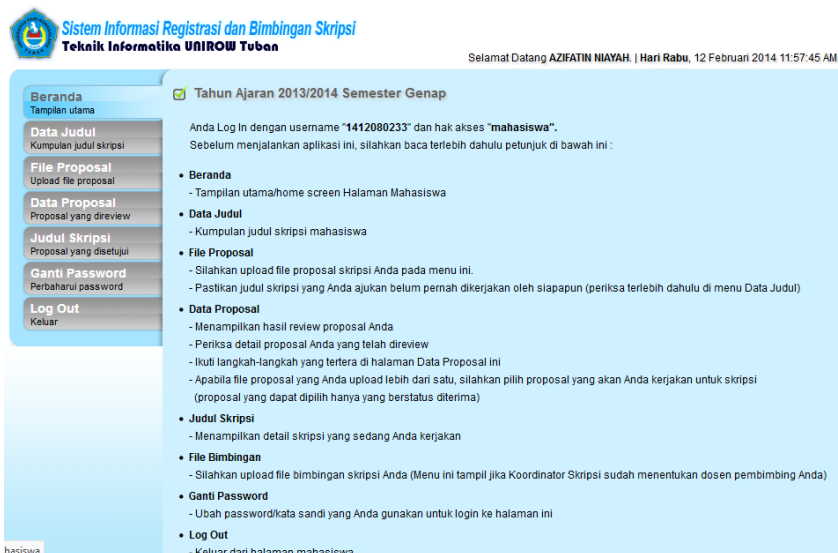 Sistem Informasi Registrasi dan Bimbingan Skripsi
Teknik Informatika UNIROW Tuban
Selamat Datang AZIFATIN NIAYAH. | Hari Rabu, 12 Februari 2014 11:57:45 AM
Beranda
Tampilan utama
Data Judul
Kumpulan judul skripsi
File Proposal
Upload file proposal
Data Proposal
Proposal yang direview
Judul Skripsi
Proposal yang disetujui
Ganti Password
Perbaharui password
Log Out
Keluar
Tahun Ajaran 2013/2014 Semester Genap
Anda Log In dengan username "1412080233" dan hak akses "mahasiswa".
Sebelum menjalankan aplikasi ini, silahkan baca terlebih dahulu petunjuk di bawah ini :
• Beranda
- Tampilan utama/home screen Halaman Mahasiswa
• Data Judul
- Kumpulan judul skripsi mahasiswa
• File Proposal
- Silahkan upload file proposal skripsi Anda pada menu ini.
- Pastikan judul skripsi yang Anda ajukan belum pernah dikerjakan oleh siapapun (periksa terlebih dahulu di menu Data Judul)
• Data Proposal
- Menampilkan hasil review proposal Anda
- Periksa detail proposal Anda yang telah direview
- Ikuti langkah-langkah yang tertera di halaman Data Proposal ini
- Apabila file proposal yang Anda upload lebih dari satu, silahkan pilih proposal yang akan Anda kerjakan untuk skripsi
(proposal yang dapat dipilih hanya yang berstatus diterima)
• Judul Skripsi
- Menampilkan detail skripsi yang sedang Anda kerjakan
• File Bimbingan
- Silahkan upload file bimbingan skripsi Anda (Menu ini tampil jika Koordinator Skripsi sudah menentukan dosen pembimbing Anda)
• Ganti Password
- Ubah password/kata sandi yang Anda gunakan untuk login ke halaman ini
• Log Out
- Keluar dari halaman mahasiswa
hasiswa